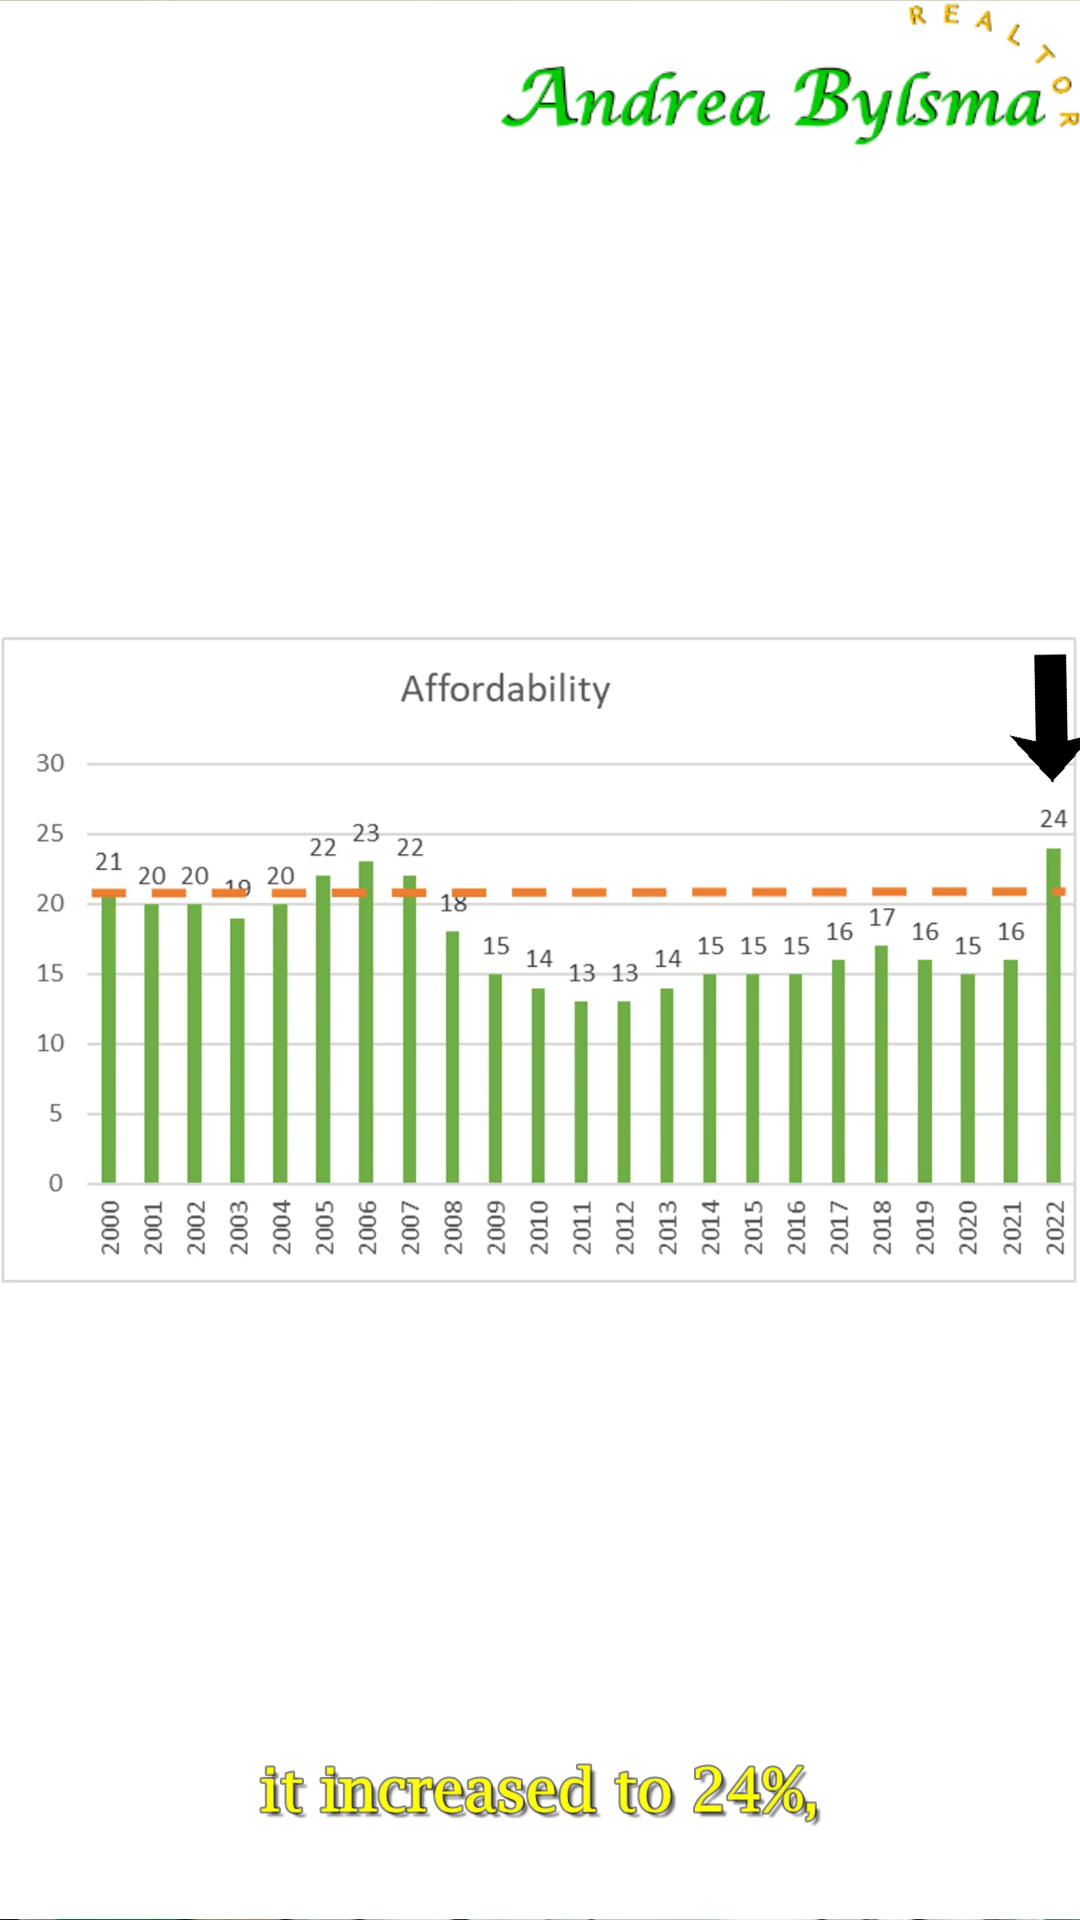 REALTOR
Andrea Bylsma
Affordability
30
25
20
15
10
5
0
21 20 20 19 20 22 23 22 18 15 14 13 13 14 15 15 15 16 17 16 15 16 24
2000 2001 2002 2003 2004 2005 2006 2007 2008 2009 2010 2011 2012 2013 2014 2015 2016 2017 2018 2019 2020 2021 2022
it increased to 24%,